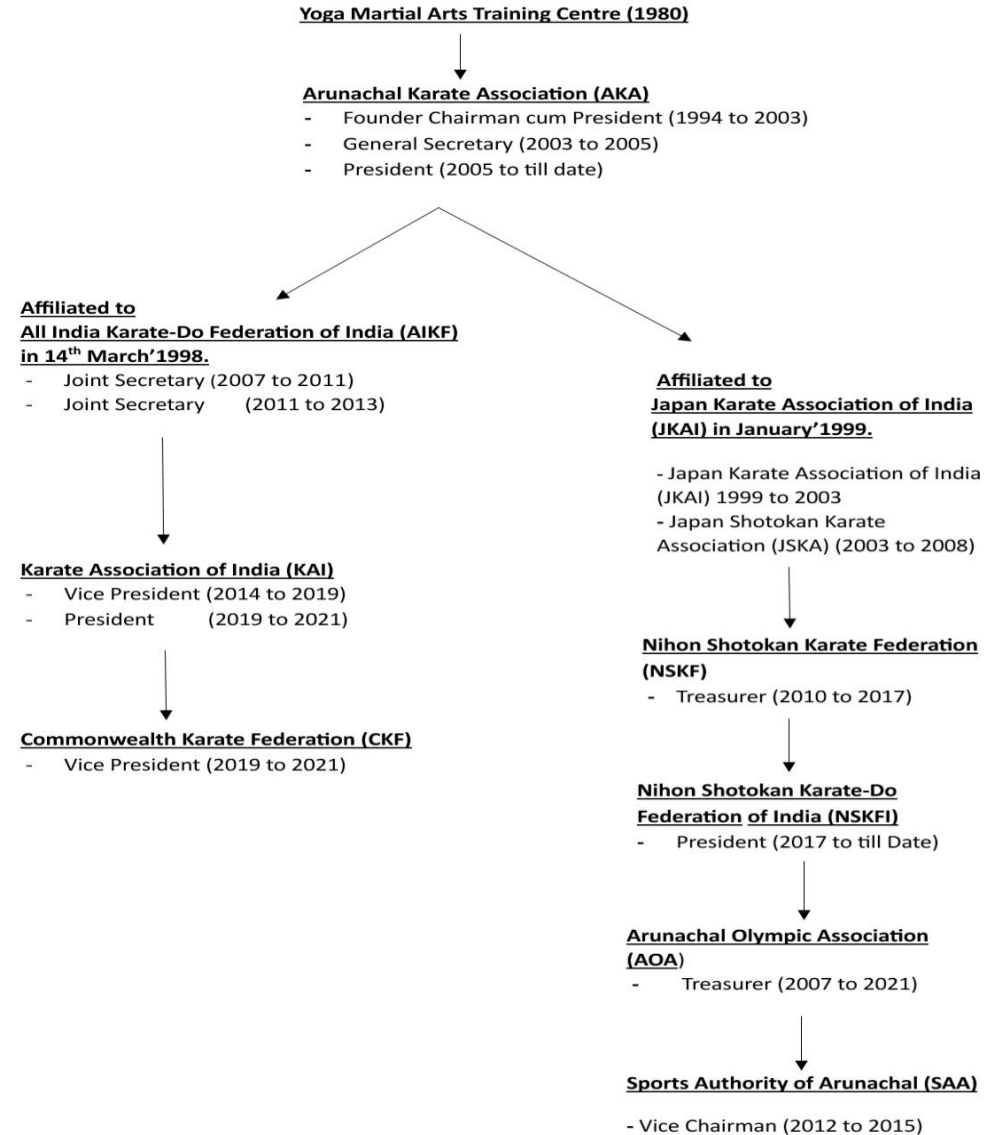 Yoga Martial Arts Training Centre (1980)
Arunachal Karate Association (AKA)
- Founder Chairman cum President (1994 to 2003)
- General Secretary (2003 to 2005)
- President (2005 to till date)
Affiliated to
All India Karate-Do Federation of India (AIKF)
in 14th March'1998.
- Joint Secretary (2007 to 2011)
- Joint Secretary (2011 to 2013)
Karate Association of India (KAI)
- Vice President (2014 to 2019)
- President (2019 to 2021)
Commonwealth Karate Federation (CKF)
- Vice President (2019 to 2021)
Affiliated to
Japan Karate Association of India
(JKAI) in January'1999.
- Japan Karate Association of India
(JKAI) 1999 to 2003
- Japan Shotokan Karate
Association (JSKA) (2003 to 2008)
Nihon Shotokan Karate Federation
(NSKF)
- Treasurer (2010 to 2017)
Nihon Shotokan Karate-Do
Federation of India (NSKFI)
- President (2017 to till Date)
Arunachal Olympic Association
(AOA)
- Treasurer (2007 to 2021)
Sports Authority of Arunachal (SAA)
- Vice Chairman (2012 to 2015)